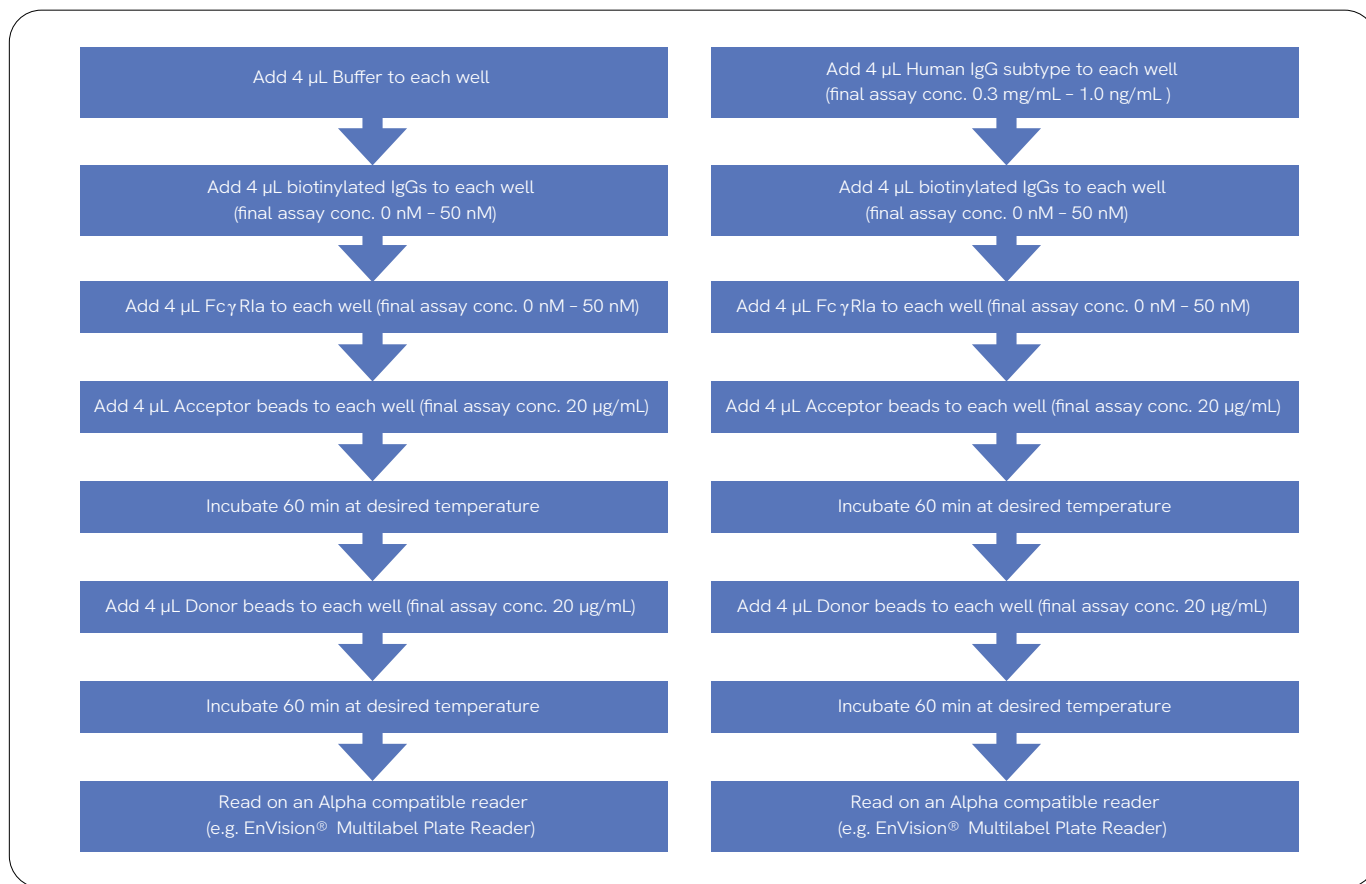 Add 4 µL Buffer to each well
Add 4 µL biotinylated IgGs to each well
(final assay conc. 0 nM – 50 nM)
Add 4 µL FcγRIa to each well (final assay conc. 0 nM – 50 nM)
Add 4 µL Acceptor beads to each well (final assay conc. 20 µg/mL)
Incubate 60 min at desired temperature
Add 4 µL Donor beads to each well (final assay conc. 20 µg/mL)
Incubate 60 min at desired temperature
Read on an Alpha compatible reader
(e.g. EnVision® Multilabel Plate Reader)
Add 4 µL Human IgG subtype to each well
(final assay conc. 0.3 mg/mL – 1.0 ng/mL )
Add 4 µL biotinylated IgGs to each well
(final assay conc. 0 nM – 50 nM)
Add 4 µL Fc γRIa to each well (final assay conc. 0 nM – 50 nM)
Add 4 µL Acceptor beads to each well (final assay conc. 20 µg/mL)
Incubate 60 min at desired temperature
Add 4 µL Donor beads to each well (final assay conc. 20 µg/mL)
Incubate 60 min at desired temperature
Read on an Alpha compatible reader
(e.g. EnVision® Multilabel Plate Reader)